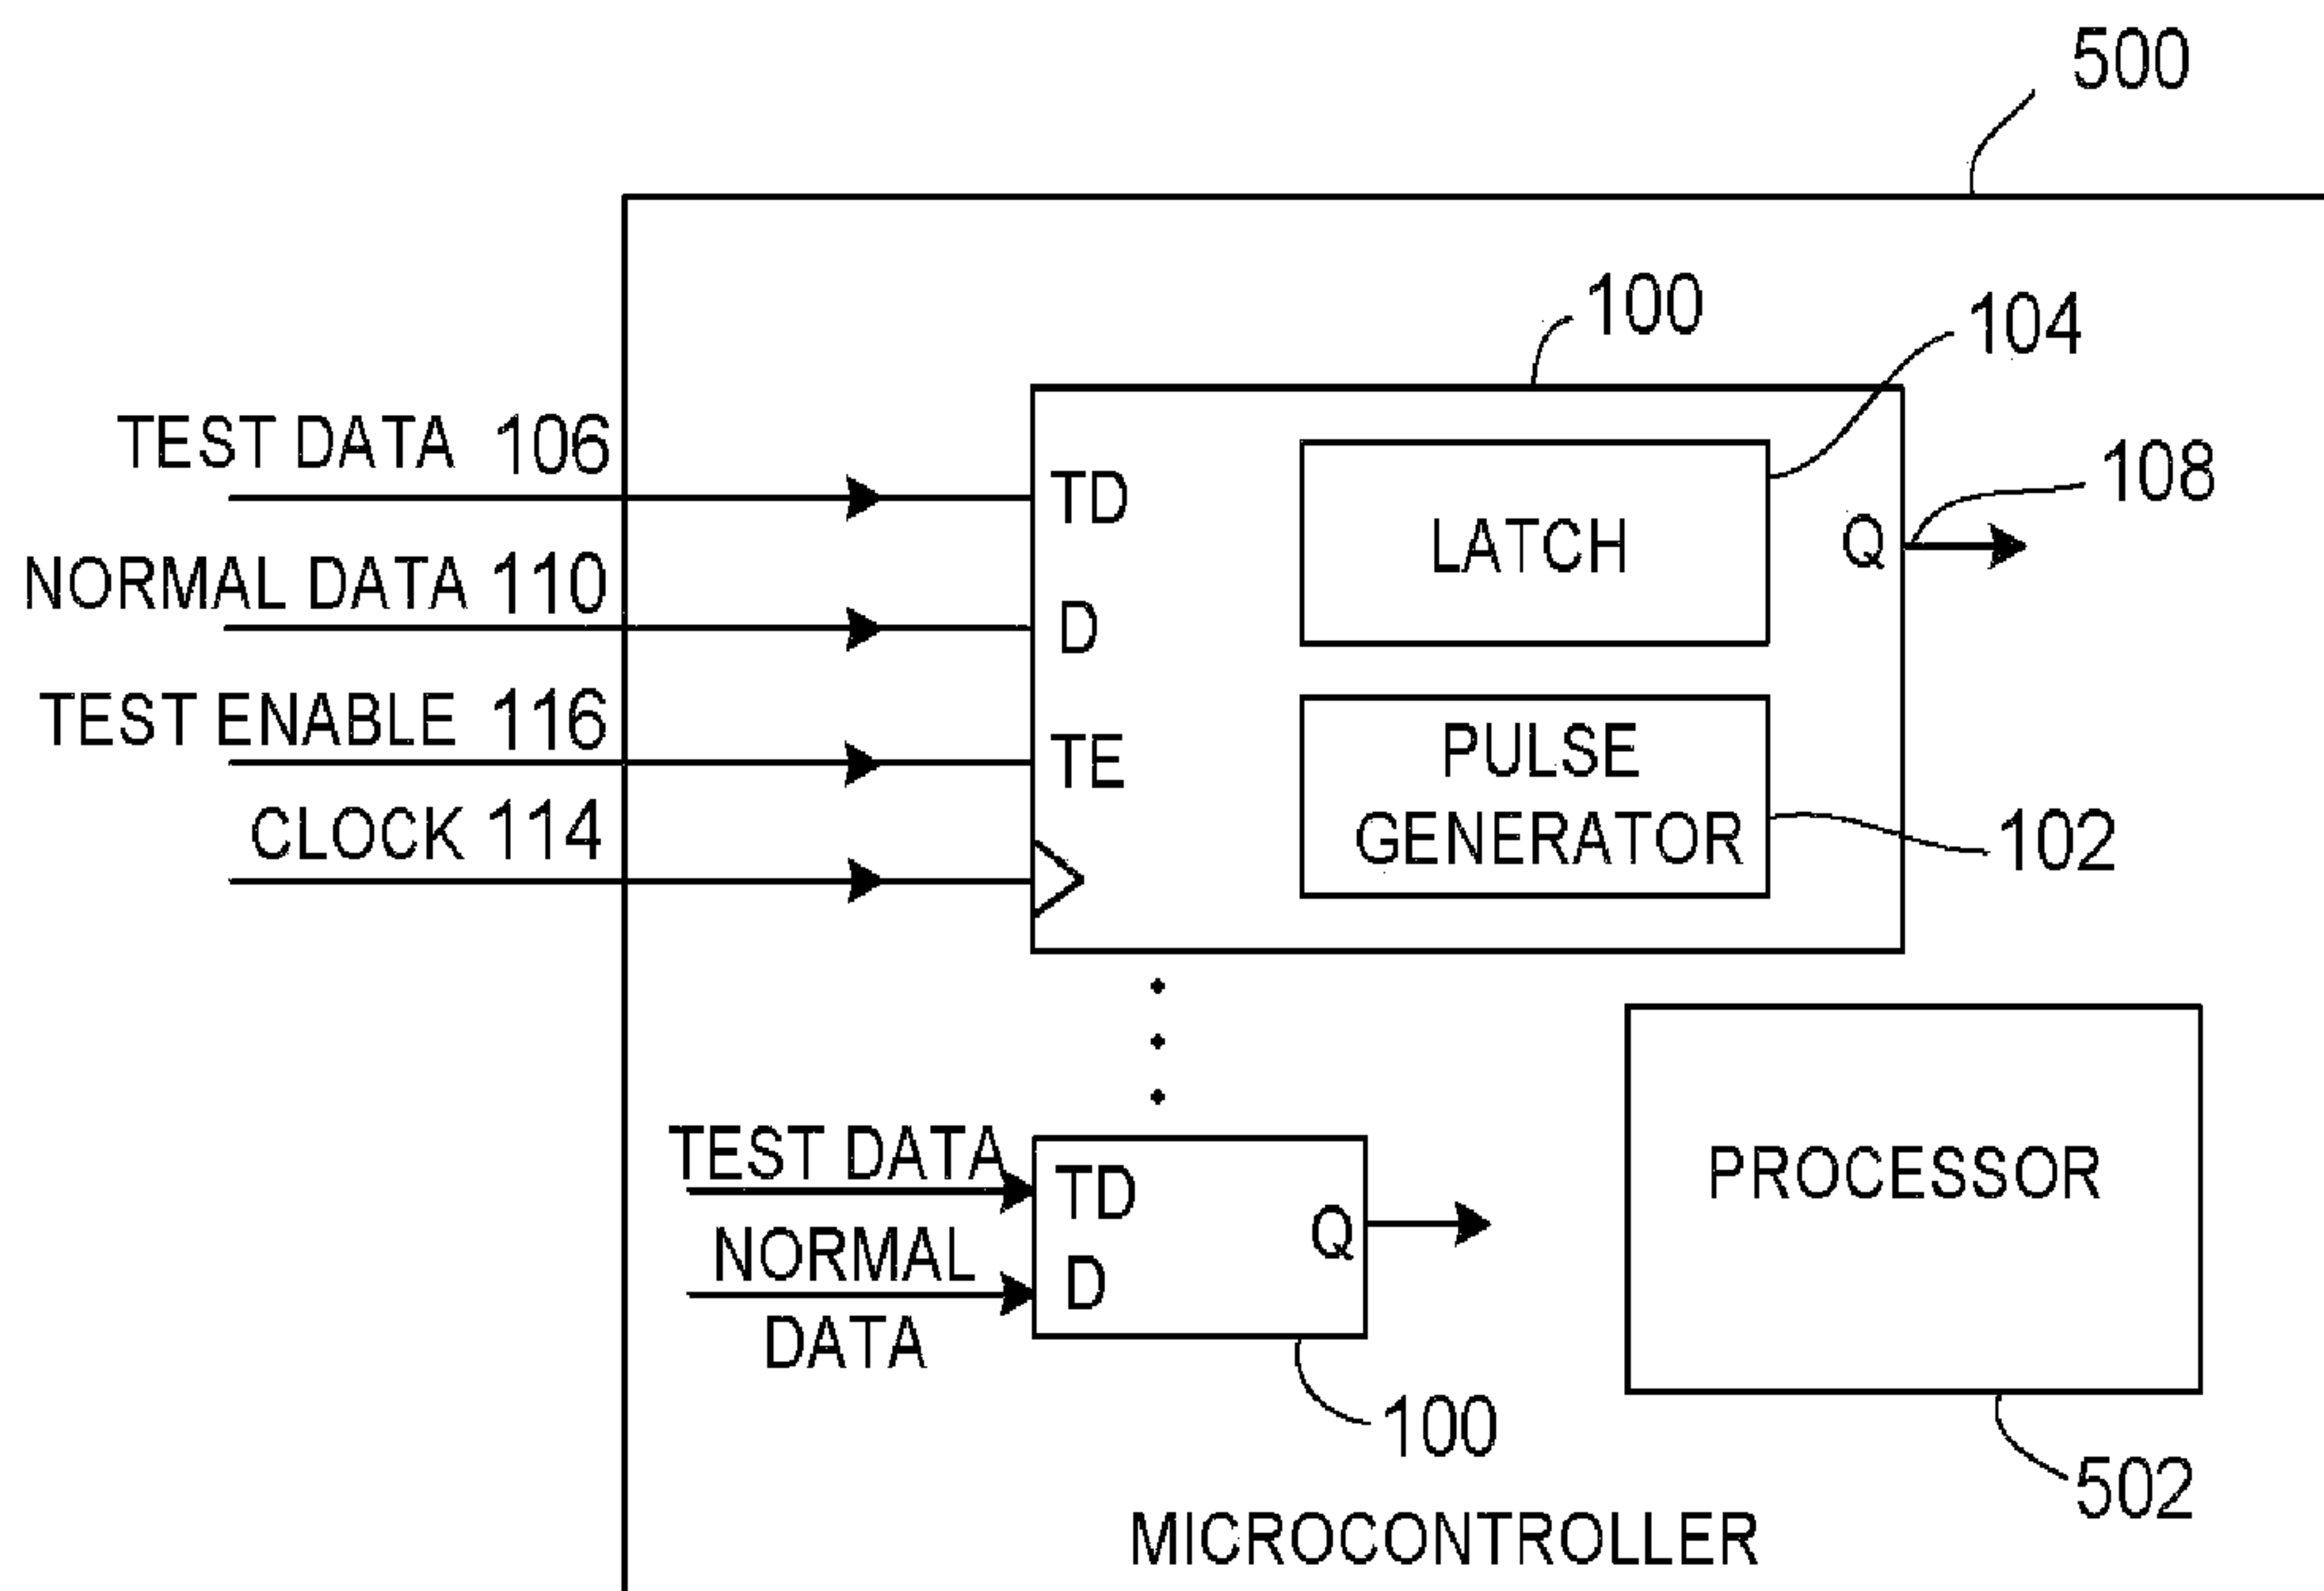 500
100
104
TEST DATA 106
108
TD
LATCH
Q
NORMAL DATA 110
D
TEST ENABLE 116
TE
PULSE
GENERATOR
CLOCK 114
102
TEST DATA
TD
PROCESSOR
NORMAL
Q
D
DATA
100
502
MICROCONTROLLER